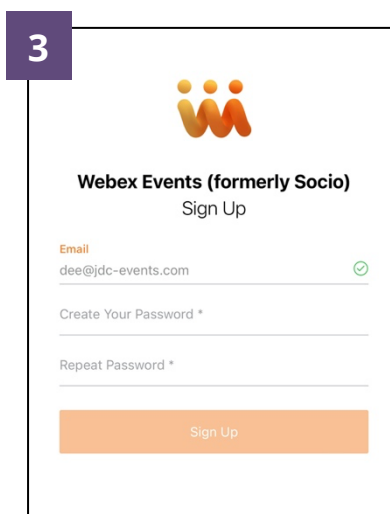 3
Webex Events (formerly Socio)
Sign Up
Email
dee@jdc-events.com
Create Your Password *
Repeat Password *
Sign Up